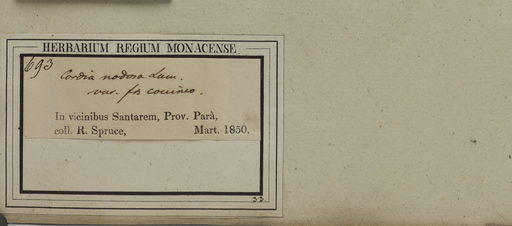 HERBARIUM REGIUM MONACENSE.
693 Cordia nodosa Lam.
var. fr coccineo.
In vicinibus Santarem, Prov. Parà,
coll. R. Spruce, Mart. 1850.
33